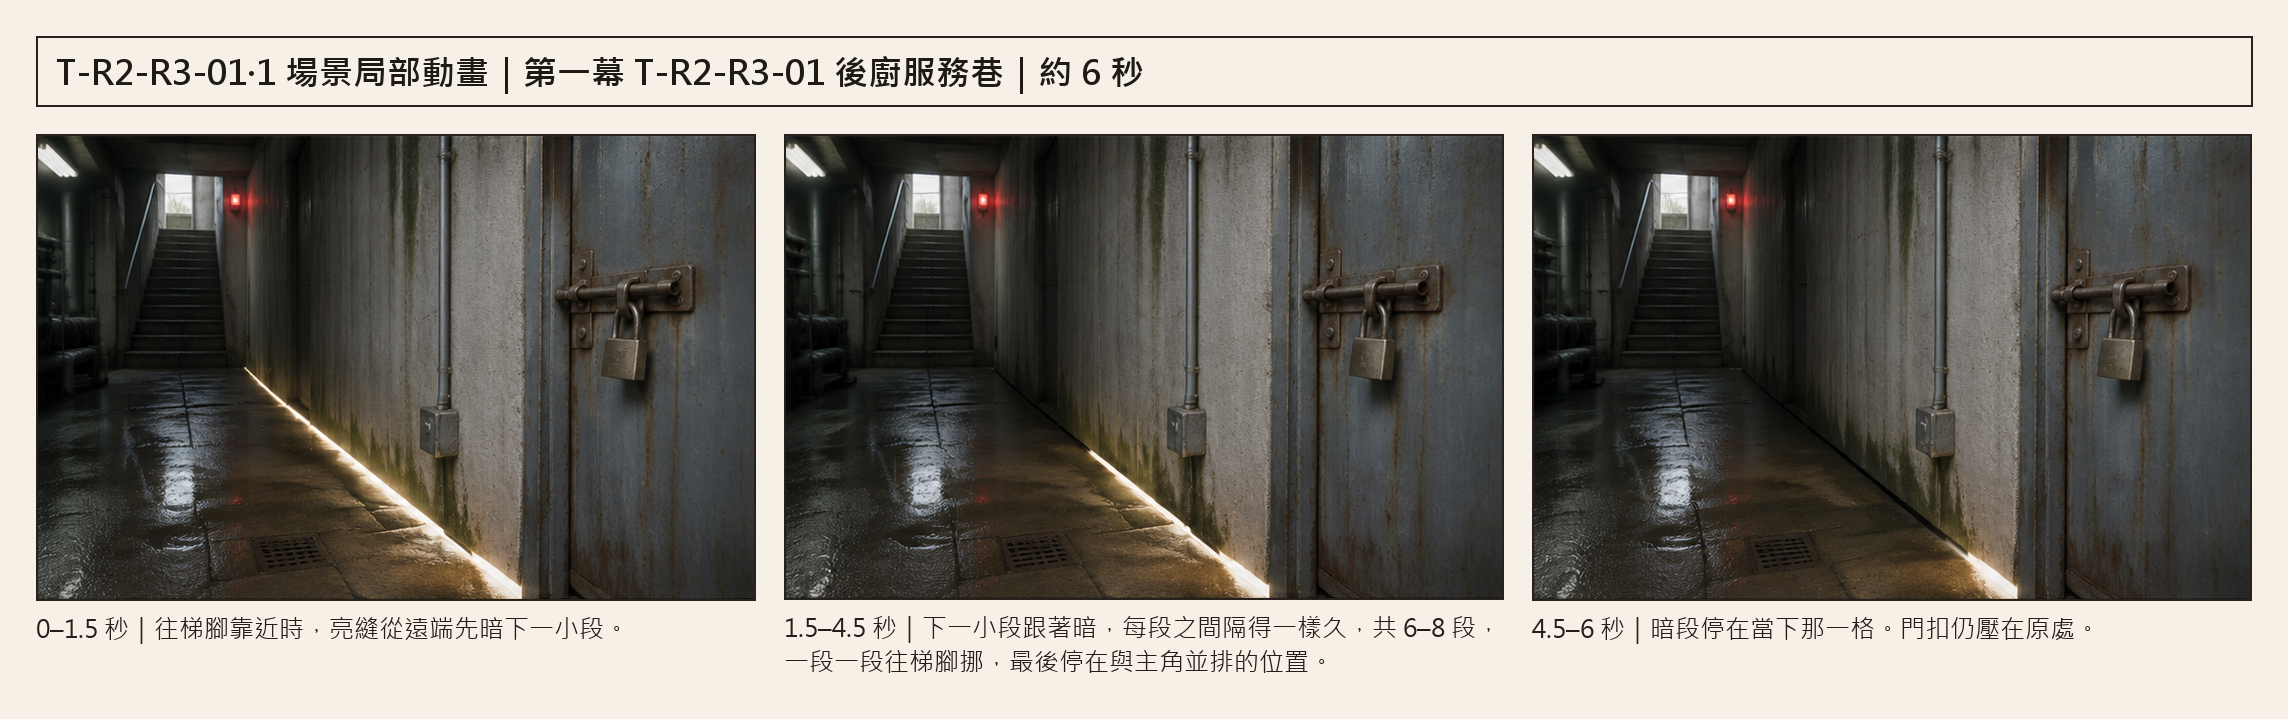 T-R2-R3-01·1 場景局部動畫｜第一幕 T-R2-R3-01 後廚服務巷｜約 6 秒
0–1.5 秒｜往梯腳靠近時，亮縫從遠端先暗下一小段。
1.5–4.5 秒｜下一小段跟著暗，每段之間隔得一樣久，共 6–8 段，
一段一段往梯腳挪，最後停在與主角並排的位置。
4.5–6 秒｜暗段停在當下那一格。門扣仍壓在原處。